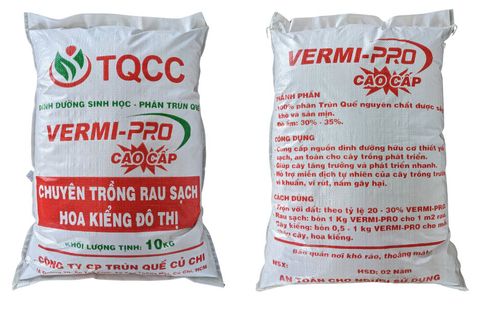 TQCC
DINH DƯỠNG SINH HỌC - PHÂN TRÙN QUẾ
VERMI-PRO
CAO CẤP
CHUYÊN TRỒNG RAU SẠCH
HOA KIỂNG ĐÔ THỊ
KHỐI LƯỢNG TỊNH: 10KG
CÔNG TY CP TRÙN QUẾ CỦ CHI
VERMI-PRO
CAO CẤP
THÀNH PHẦN
100% phân Trùn Quế nguyên chất được sấy
khô và sàn mịn.
Độ ẩm: 30% - 35%.
CÔNG DỤNG
Cung cấp nguồn dinh dưỡng hữu cơ thiết
sạch, an toàn cho cây trồng phát triển.
Giúp cây tăng trưởng và phát triển nhanh.
Hổ trợ miễn dịch tự nhiên của cây trồng
vi khuẩn, vi rút, nấm gây hại.
CÁCH DÙNG
Trộn với đất: theo tỷ lệ 20 - 30% VERMI-PRO
Rau sạch: bón 1 Kg VERMI-PRO cho 1 m2 rau.
Cây kiểng: bón 0,5 - 1 kg VERMI-PRO cho
chậu cây, hoa kiểng.
Bảo quản nơi khô ráo, thoáng mát
NSX:
HSD: 02 Năm
AN TOÀN CHO NGƯỜI SỬ DỤNG